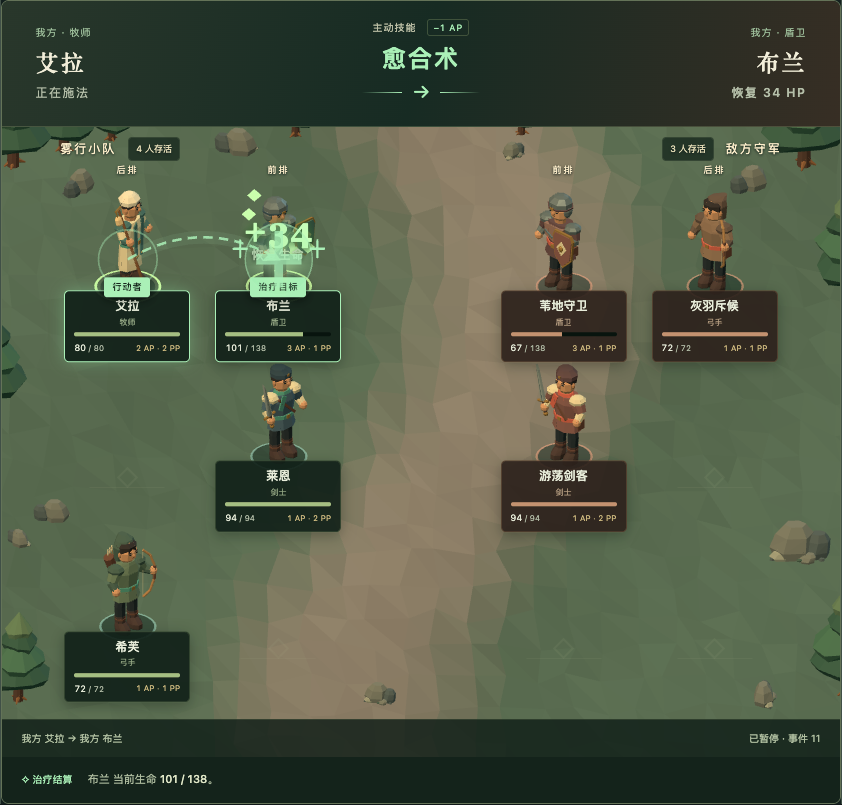 我方 · 牧师
艾拉
正在施法
主动技能 −1 AP
愈合术
→
我方 · 盾卫
布兰
恢复 34 HP
雾行小队 4 人存活
3 人存活 敌方守军
后排
前排
前排
后排
+34
行动者
艾拉
牧师
80 / 80 2 AP · 2 PP
治疗目标
布兰
盾卫
101 / 138 3 AP · 1 PP
苇地守卫
盾卫
67 / 138 3 AP · 1 PP
灰羽斥候
弓手
72 / 72 1 AP · 1 PP
莱恩
剑士
94 / 94 1 AP · 2 PP
游荡剑客
剑士
94 / 94 1 AP · 2 PP
希芙
弓手
72 / 72 1 AP · 1 PP
我方 艾拉 → 我方 布兰
已暂停 · 事件 11
✧ 治疗结算 布兰 当前生命 101 / 138。